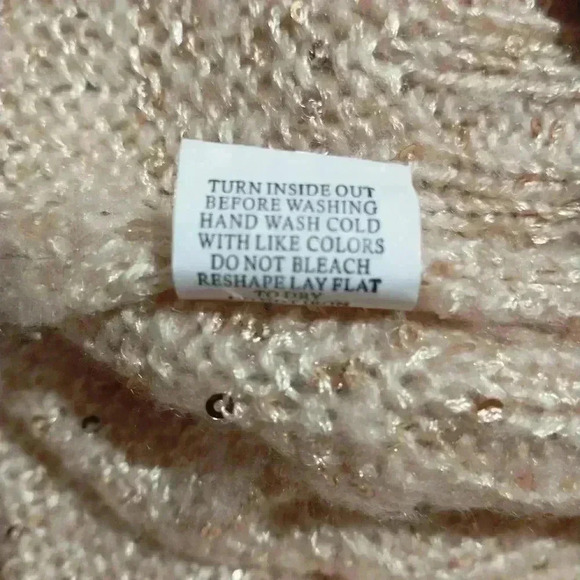 TURN INSIDE OUT
BEFORE WASHING
HAND WASH COLD
WITH LIKE COLORS
DO NOT BLEACH
RESHAPE LAY FLAT
TO DRY